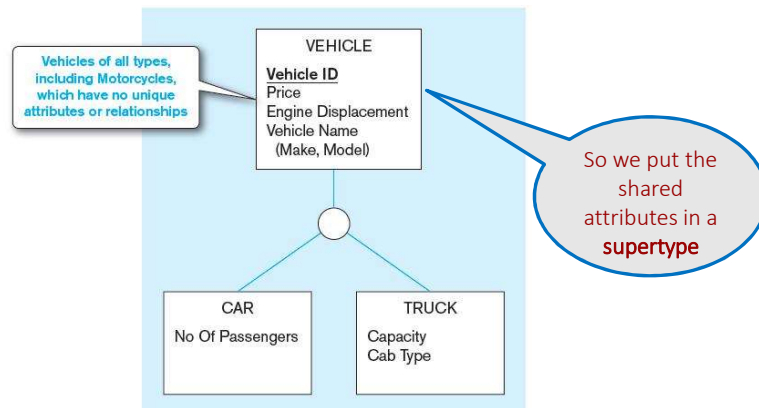 Vehicles of all types,
including Motorcycles,
which have no unique
attributes or relationships
VEHICLE
Vehicle ID
Price
Engine Displacement
Vehicle Name
(Make, Model)
So we put the
shared
attributes in a
supertype
CAR
No Of Passengers
TRUCK
Capacity
Cab Type